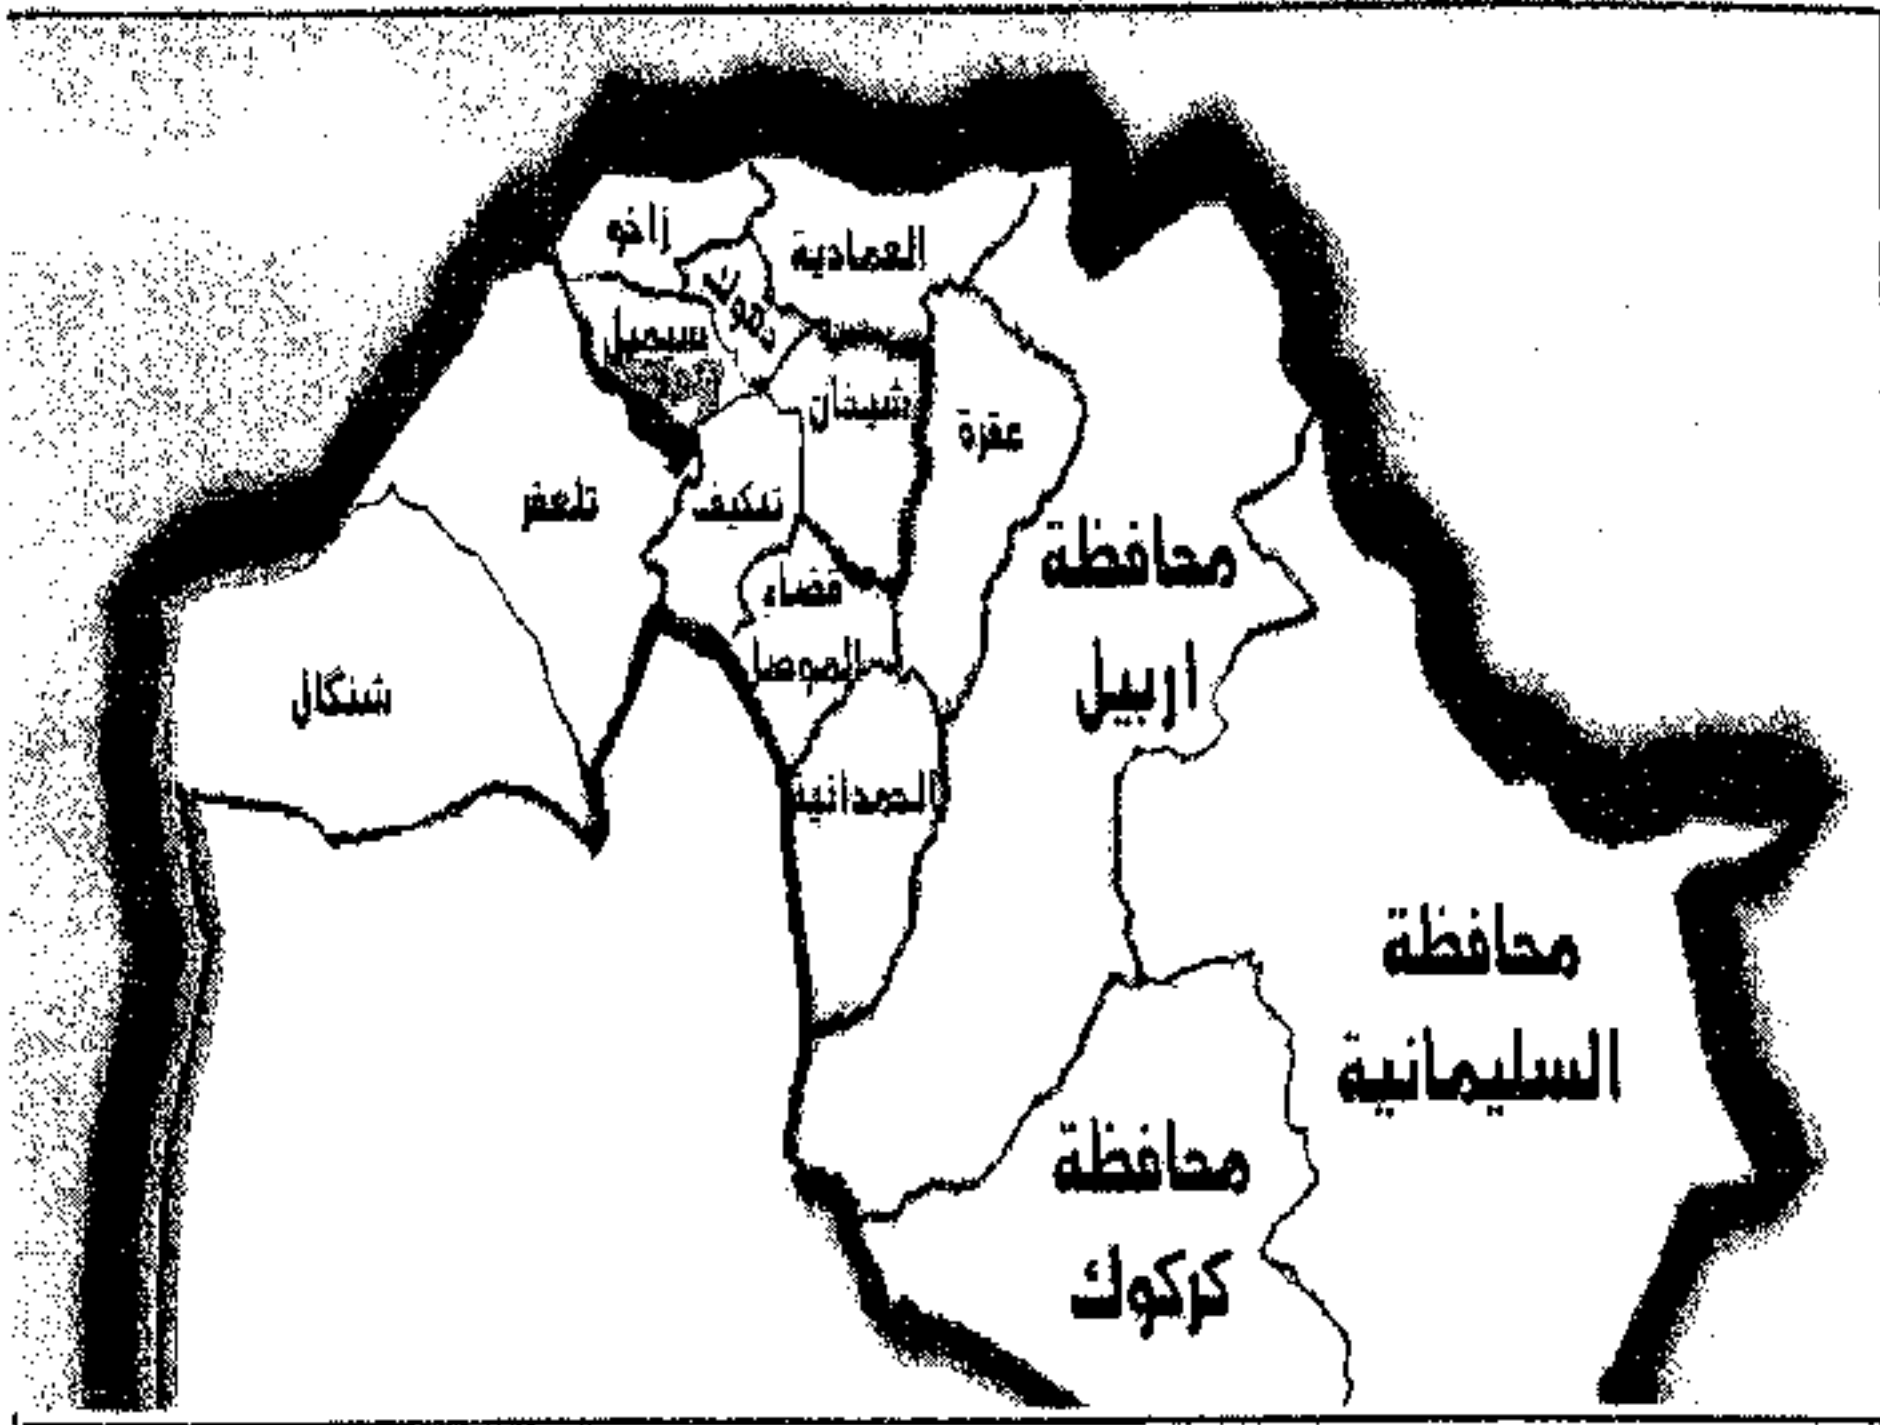 زاخو
العمادية
دهوك
سميل
شيخان
عقرة
تلعفر
تلكيف
محافظة
اربيل
قضاء
الموصل
شنگال
الحمدانية
محافظة
السليمانية
محافظة
كركوك